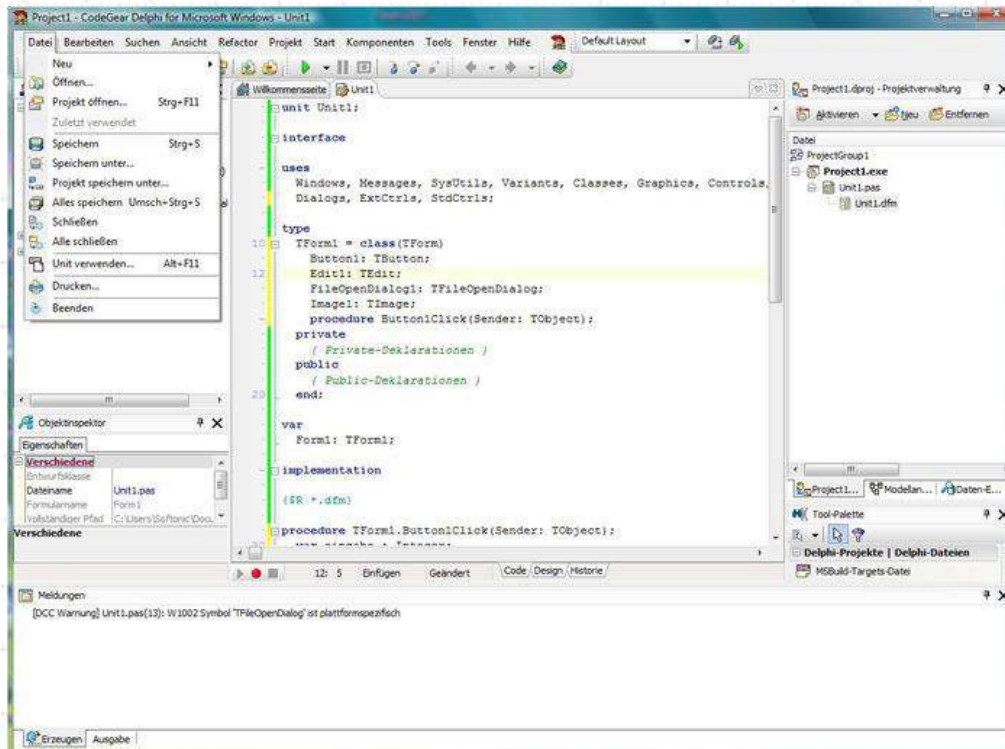 Project1 - CodeGear Delphi for Microsoft Windows - Unit1
Datei Bearbeiten Suchen Ansicht Refactor Projekt Start Komponenten Tools Fenster Hilfe Default Layout
Neu
Öffnen...
Projekt öffnen... Strg+F11
Zuletzt verwendet
Speichern Strg+S
Speichern unter...
Projekt speichern unter...
Alles speichern Umsch+Strg+S
Schließen
Alle schließen
Unit verwenden... Alt+F11
Drucken...
Beenden
Objektinspektor
Eigenschaften
Verschiedene
Entwurfsklasse
Dateiname Unit1.pas
Formularname Form1
Vollständiger Pfad C:\Users\Softonic\Doc
Verschiedene
Willkommensseite Unit1
unit Unit1;
interface
uses
Windows, Messages, SysUtils, Variants, Classes, Graphics, Controls,
Dialogs, ExtCtrls, StdCtrls;
type
10 TForm1 = class(TForm)
Button1: TButton;
12 Edit1: TEdit;
FileOpenDialog1: TFileOpenDialog;
Image1: TImage;
procedure Button1Click(Sender: TObject);
private
{ Private-Deklarationen }
public
{ Public-Deklarationen }
20 end;
var
Form1: TForm1;
implementation
{$R *.dfm}
procedure TForm1.Button1Click(Sender: TObject);
var eingabe : Integer;
12: 5 Einfügen Geändert Code Design Historie
Project1.dproj - Projektverwaltung
Aktivieren Neu Entfernen
Datei
ProjectGroup1
Project1.exe
Unit1.pas
Unit1.dfm
Project1... Modelan... Daten-E...
Tool-Palette
Delphi-Projekte | Delphi-Dateien
MSBuild-Targets-Datei
Meldungen
[DCC Warnung] Unit1.pas(13): W1002 Symbol 'TFileOpenDialog' ist plattformspezifisch
Erzeugen Ausgabe